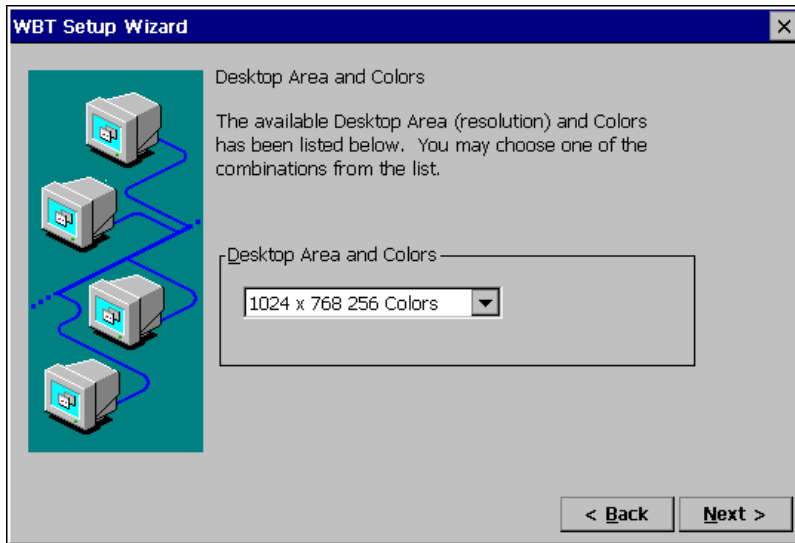 WBT Setup Wizard
Desktop Area and Colors
The available Desktop Area (resolution) and Colors
has been listed below.  You may choose one of the
combinations from the list.
Desktop Area and Colors
1024 x 768 256 Colors
< Back
Next >